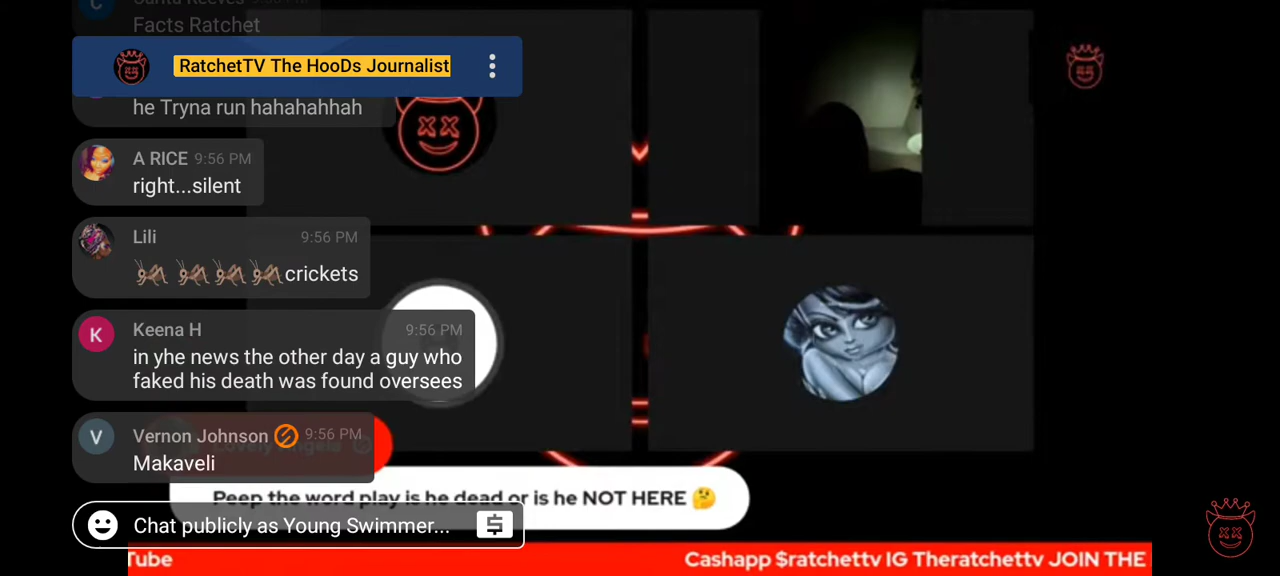 Facts Ratchet
RatchetTV The HooDs Journalist
he Tryna run hahahahhah
A RICE 9:56 PM
right...silent
Lili 9:56 PM
🦗 🦗 🦗 🦗crickets
Keena H 9:56 PM
K
in yhe news the other day a guy who
faked his death was found oversees
Vernon Johnson 9:56 PM
V
Makaveli
Peep the word play is he dead or is he NOT HERE 🤔
Chat publicly as Young Swimmer...
Tube Cashapp $ratchettv IG Theratchettv JOIN THE